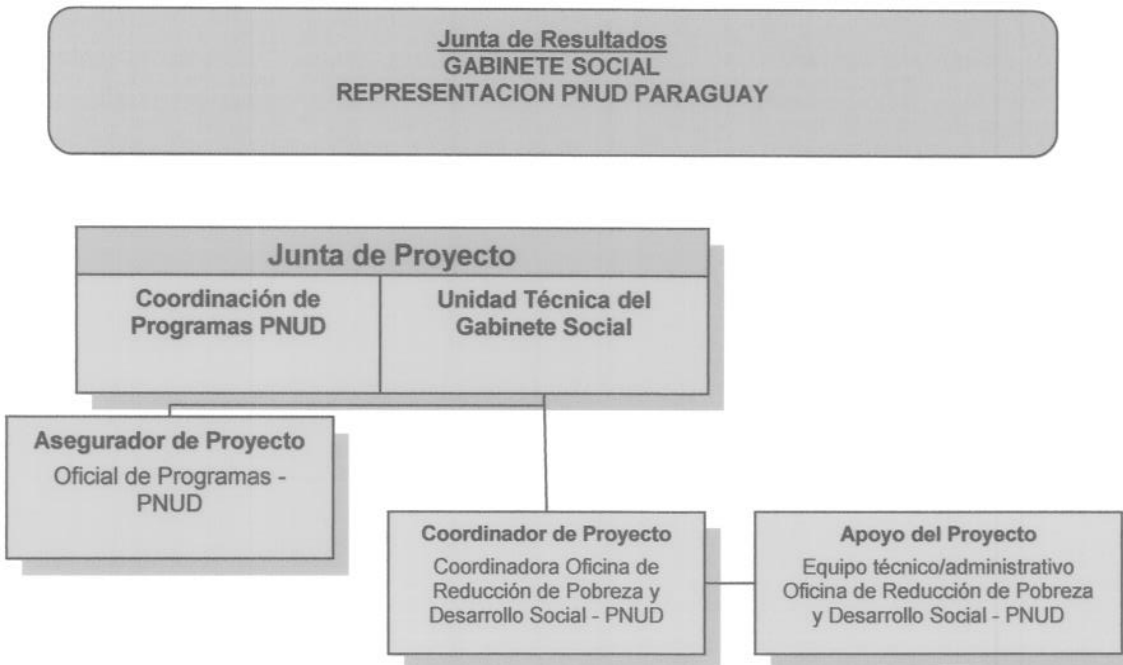 Junta de Resultados
GABINETE SOCIAL
REPRESENTACION PNUD PARAGUAY
Junta de Proyecto
Coordinación de
Programas PNUD
Unidad Técnica del
Gabinete Social
Asegurador de Proyecto
Oficial de Programas -
PNUD
Coordinador de Proyecto
Coordinadora Oficina de
Reducción de Pobreza y
Desarrollo Social - PNUD
Apoyo del Proyecto
Equipo técnico/administrativo
Oficina de Reducción de Pobreza
y Desarrollo Social - PNUD